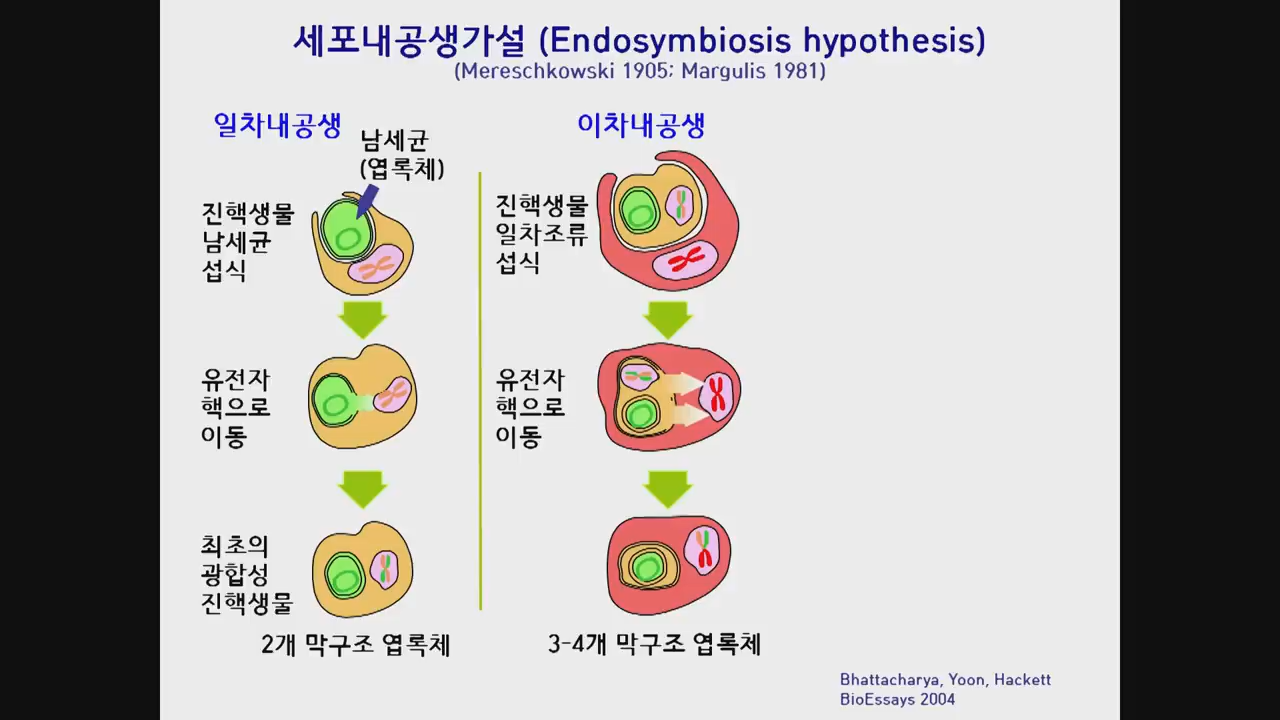 세포내공생가설 (Endosymbiosis hypothesis)
(Mereschkowski 1905; Margulis 1981)
일차내공생
남세균
(엽록체)
진핵생물
남세균
섭식
유전자
핵으로
이동
최초의
광합성
진핵생물
2개 막구조 엽록체
이차내공생
진핵생물
일차조류
섭식
유전자
핵으로
이동
3-4개 막구조 엽록체
Bhattacharya, Yoon, Hackett
BioEssays 2004